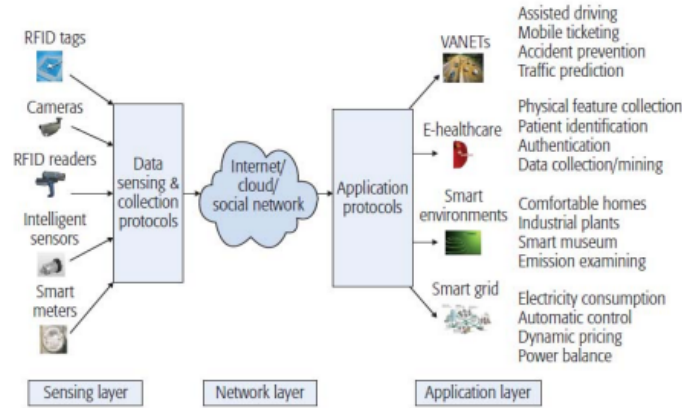 RFID tags
Cameras
RFID readers
Intelligent
sensors
Smart
meters
Data
sensing &
collection
protocols
Internet/
cloud/
social network
Application
protocols
VANETs
E-healthcare
Smart
environments
Smart grid
Assisted driving
Mobile ticketing
Accident prevention
Traffic prediction
Physical feature collection
Patient identification
Authentication
Data collection/mining
Comfortable homes
Industrial plants
Smart museum
Emission examining
Electricity consumption
Automatic control
Dynamic pricing
Power balance
Sensing layer
Network layer
Application layer